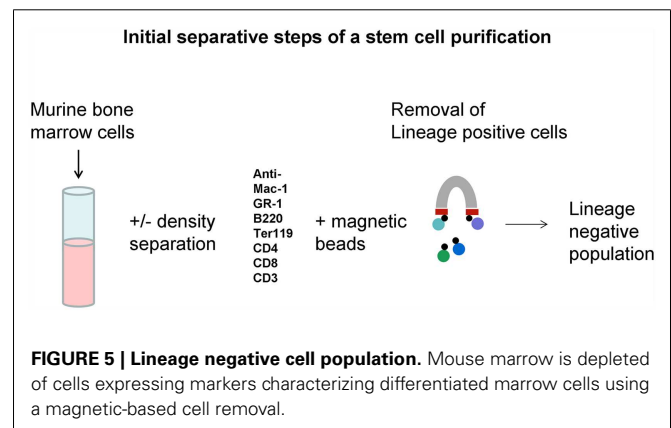 Initial separative steps of a stem cell purification
Murine bone
marrow cells
+/- density
separation
Anti-
Mac-1
GR-1
B220
Ter119
CD4
CD8
CD3
+ magnetic
beads
Removal of
Lineage positive cells
Lineage
negative
population
FIGURE 5 | Lineage negative cell population. Mouse marrow is depleted
of cells expressing markers characterizing differentiated marrow cells using
a magnetic-based cell removal.